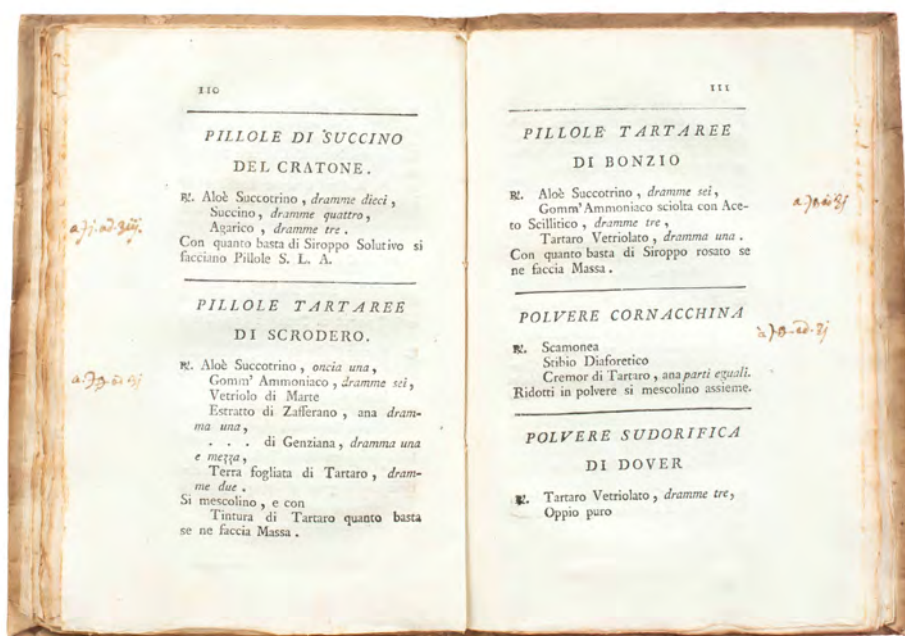 110
PILLOLE DI SUCCINO
DEL CRATONE.
℞. Aloè Succotrino, dramme dieci,
Succino, dramme quattro,
Agarico, dramme tre.
Con quanto basta di Siroppo Solutivo si
facciano Pillole S. L. A.
PILLOLE TARTAREE
DI SCRODERO.
℞. Aloè Succotrino, oncia una,
Gomm' Ammoniaco, dramme sei,
Vetriolo di Marte
Estratto di Zafferano, ana dram-
ma una,
. . . di Genziana, dramma una
e mezza,
Terra fogliata di Tartaro, dram-
me due.
Si mescolino, e con
Tintura di Tartaro quanto basta
se ne faccia Massa.
111
PILLOLE TARTAREE
DI BONZIO
℞. Aloè Succotrino, dramme sei,
Gomm' Ammoniaco sciolta con Ace-
to Scillitico, dramme tre,
Tartaro Vetriolato, dramma una.
Con quanto basta di Siroppo rosato se
ne faccia Massa.
POLVERE CORNACCHINA
℞. Scamonea
Stibio Diaforetico
Cremor di Tartaro, ana parti eguali.
Ridotti in polvere si mescolino assieme.
POLVERE SUDORIFICA
DI DOVER
℞. Tartaro Vetriolato, dramme tre,
Oppio puro